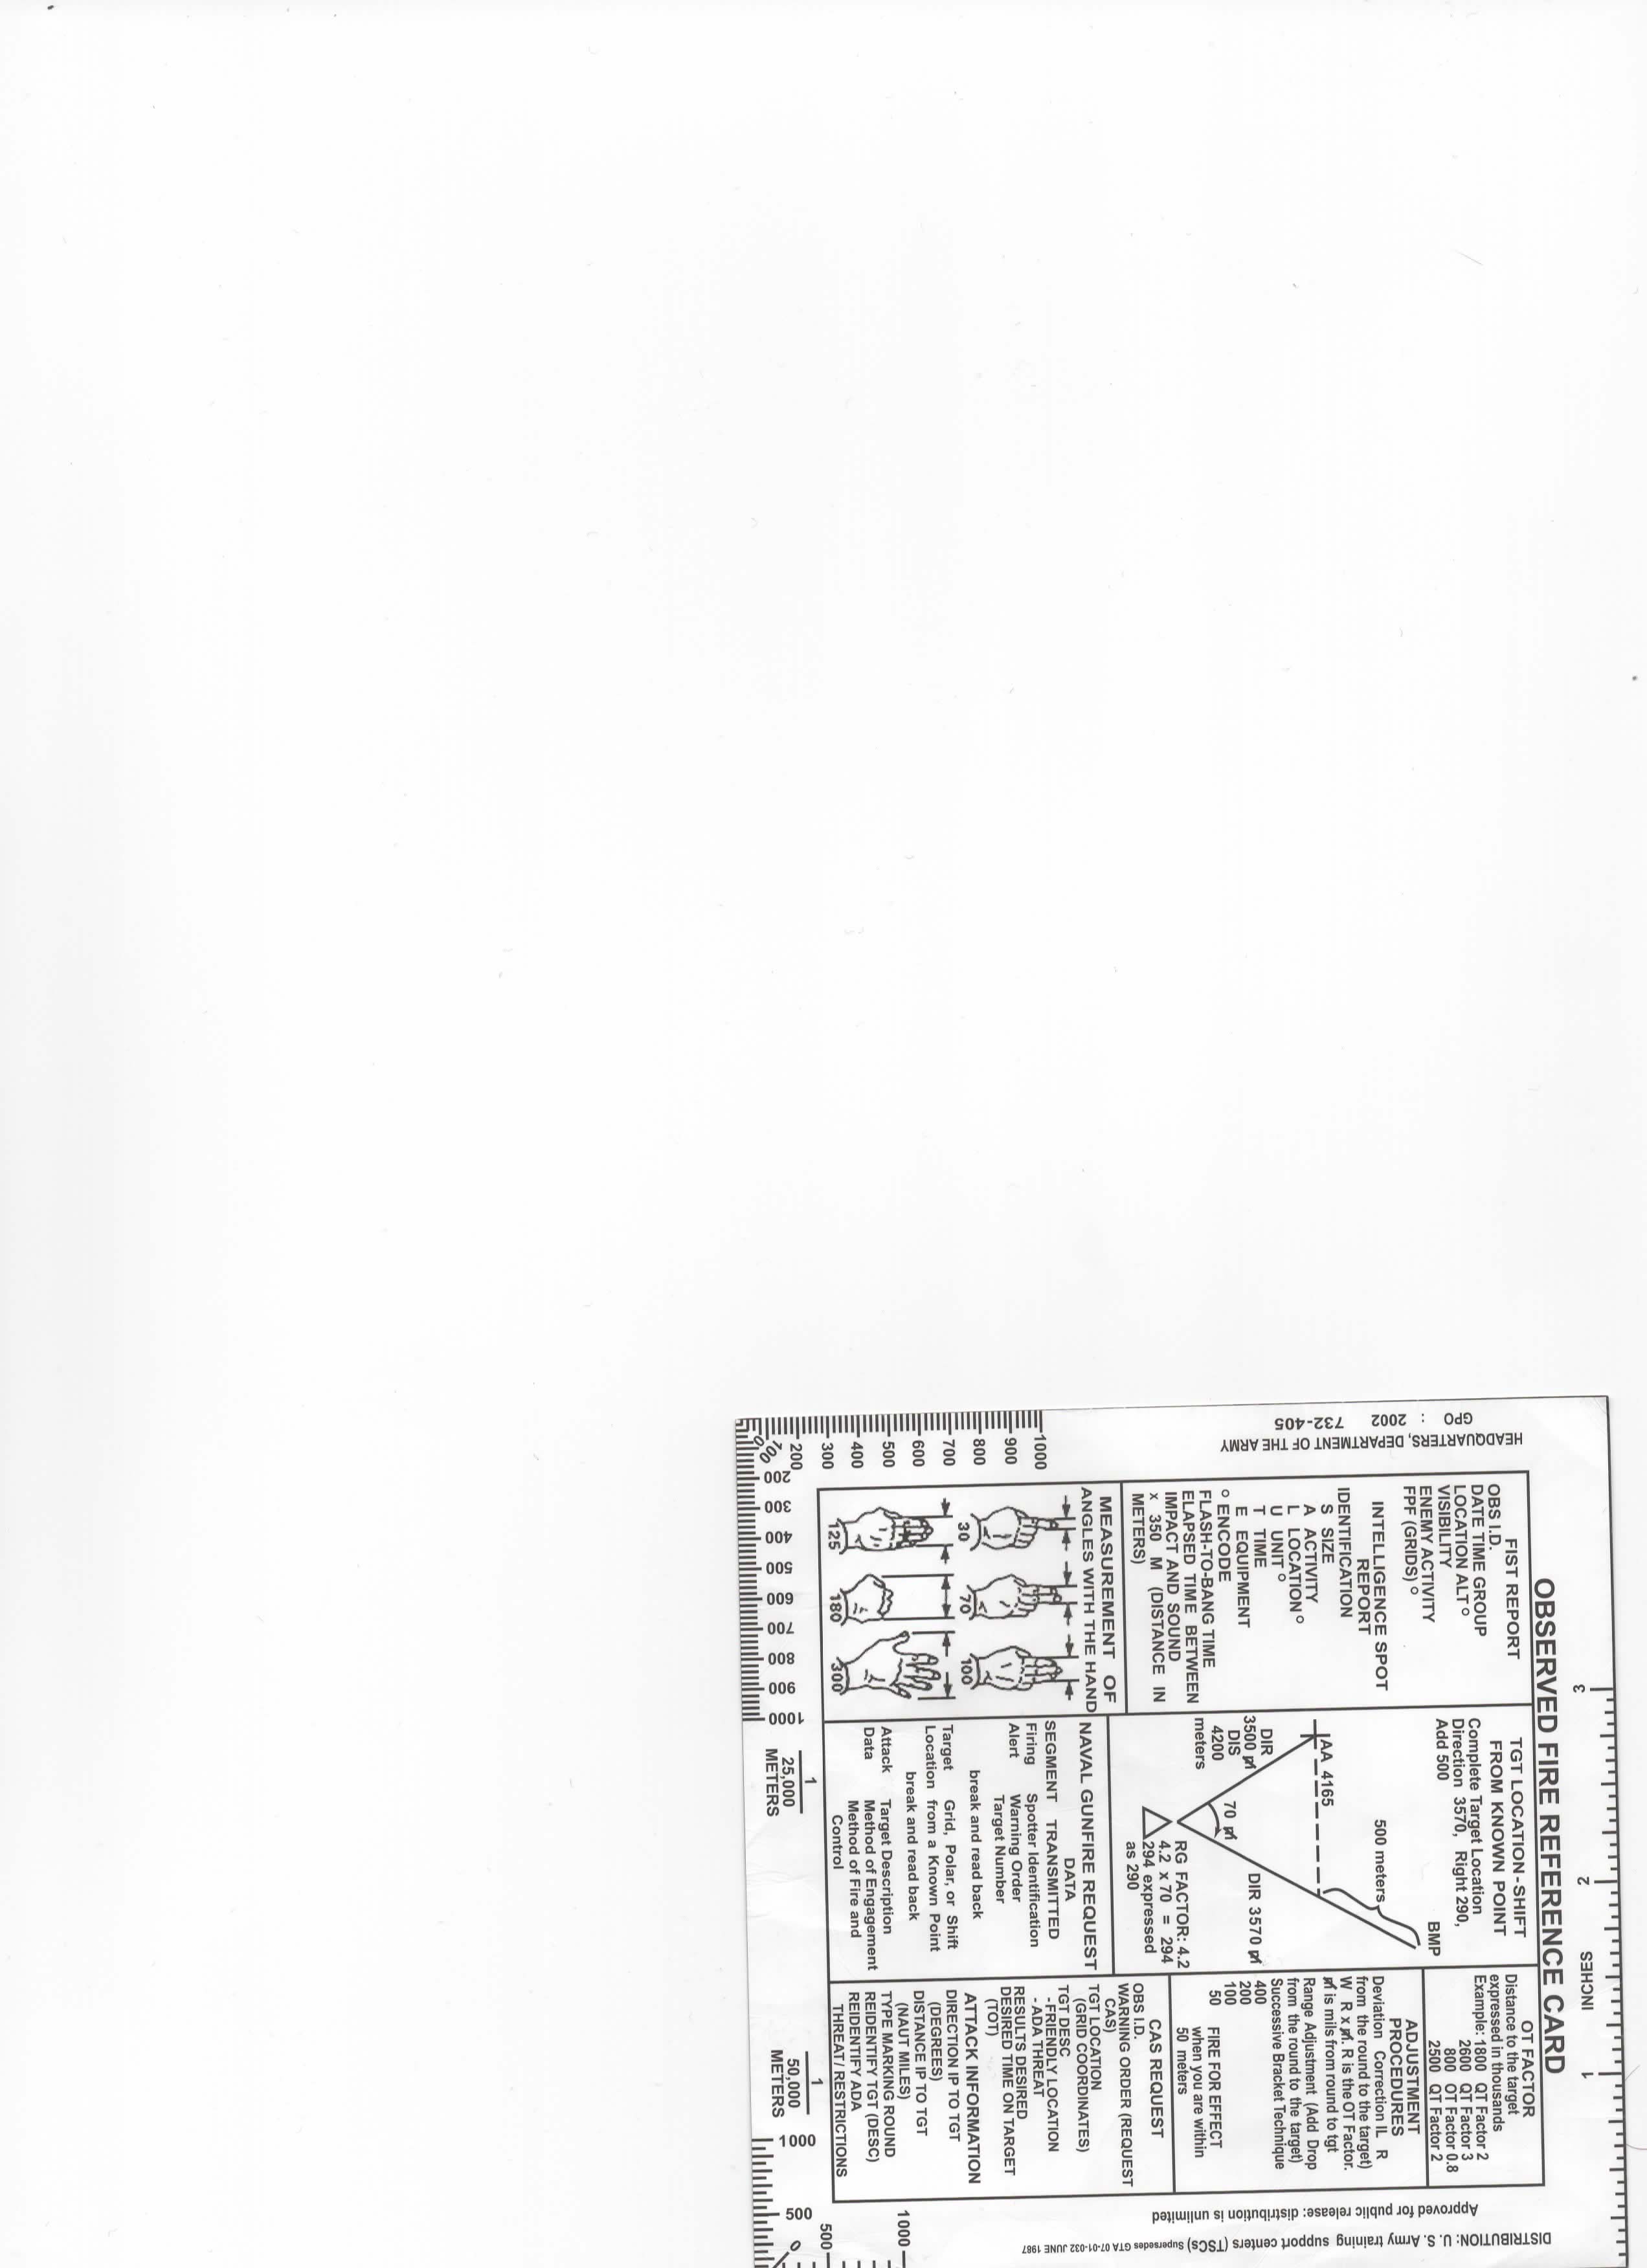 OBSERVED FIRE REFERENCE CARD
FIST REPORT
OBS I.D.
DATE TIME GROUP
LOCATION ALT °
VISIBILITY
ENEMY ACTIVITY
FPF (GRIDS) °
INTELLIGENCE SPOT
REPORT
IDENTIFICATION
S SIZE
A ACTIVITY
L LOCATION °
U UNIT °
T TIME
E EQUIPMENT
° ENCODE
FLASH-TO-BANG TIME
ELAPSED TIME BETWEEN
IMPACT AND SOUND
x 350 M (DISTANCE IN
METERS)
MEASUREMENT OF
ANGLES WITH THE HAND
30 70 100
125 180 300
TGT LOCATION - SHIFT
FROM KNOWN POINT
Complete Target Location
Direction 3570, Right 290,
Add 500
BMP
500 meters
AA 4165
DIR
3500 m
DIS
4200
meters
70 m
DIR 3570 m
RG FACTOR: 4.2
4.2 x 70 = 294
294 expressed
as 290
NAVAL GUNFIRE REQUEST
DATA
SEGMENT TRANSMITTED
Firing Spotter Identification
Alert Warning Order
Target Number
break and read back
Target Grid, Polar, or Shift
Location from a Known Point
break and read back
Attack Target Description
Data Method of Engagement
Method of Fire and
Control
OT FACTOR
Distance to the target
expressed in thousands
Example: 1800 QT Factor 2
2600 QT Factor 3
800 OT Factor 0.8
2500 QT Factor 2
ADJUSTMENT
PROCEDURES
Deviation Correction IL R
from the round to the target)
W R x m. R is the OT Factor.
m is mils from round to tgt
Range Adjustment (Add Drop
from the round to the target)
Successive Bracket Technique
400
200
100
50
FIRE FOR EFFECT
when you are within
50 meters
CAS REQUEST
OBS I.D.
WARNING ORDER (REQUEST
CAS)
TGT LOCATION
(GRID COORDINATES)
TGT DESC
- FRIENDLY LOCATION
- ADA THREAT
RESULTS DESIRED
DESIRED TIME ON TARGET
(TOT)
ATTACK INFORMATION
DIRECTION IP TO TGT
(DEGREES)
DISTANCE IP TO TGT
(NAUT MILES)
TYPE MARKING ROUND
REIDENTIFY TGT (DESC)
REIDENTIFY ADA
THREAT/ RESTRICTIONS
HEADQUARTERS, DEPARTMENT OF THE ARMY
GPO : 2002 732-405
DISTRIBUTION: U. S. Army training support centers (TSCs) Supersedes GTA 07-01-032 JUNE 1987
Approved for public release: distribution is unlimited
3 2 INCHES 1
1000
900
800
700
600
500
400
300
200
100
200
300
400
500
600
700
800
900
1000
1
25,000
METERS
1
50,000
METERS
1000
500
0
500
1000